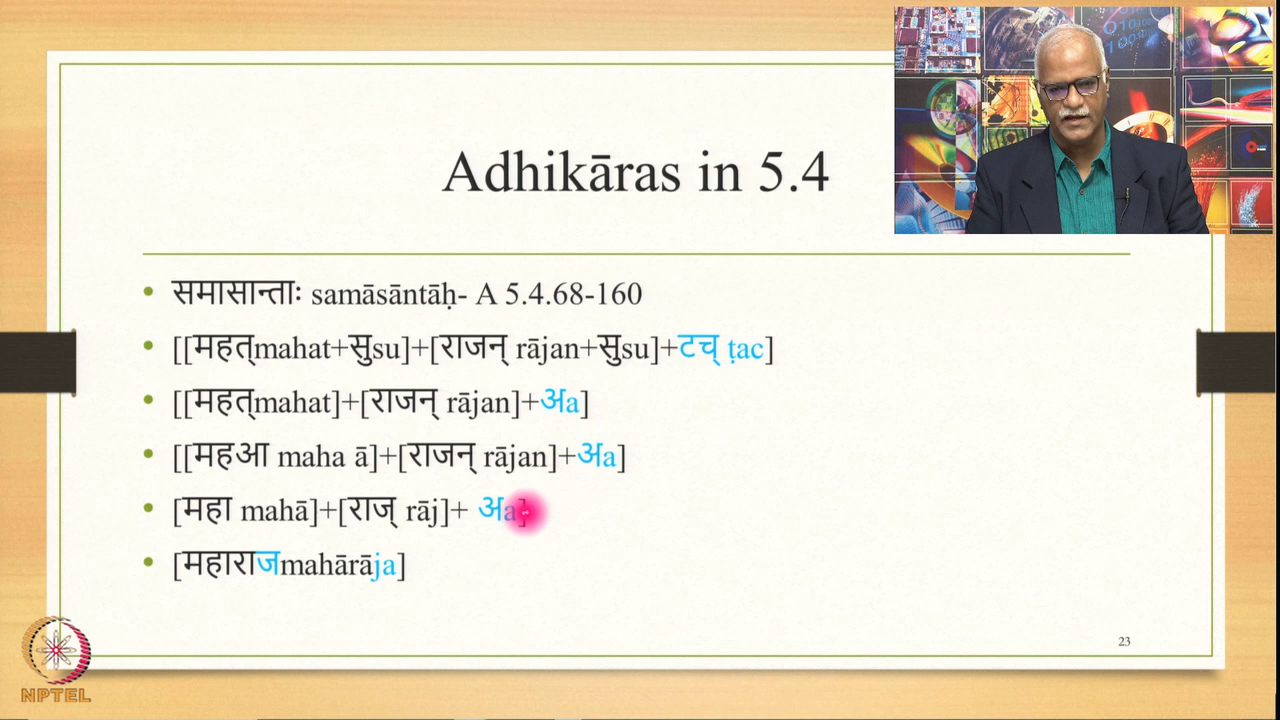 Adhikāras in 5.4
• समासान्ताः samāsāntāḥ- A 5.4.68-160
• [[महत्mahat+सुsu]+[राजन् rājan+सुsu]+टच् ṭac]
• [[महत्mahat]+[राजन् rājan]+अa]
• [[महआ maha ā]+[राजन् rājan]+अa]
• [महा mahā]+[राज् rāj]+ अa]
• [महाराजmahārāja]
23
NPTEL